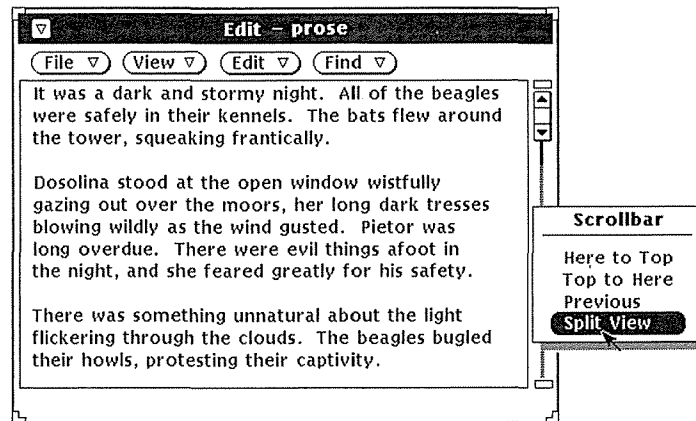 Edit – prose
File View Edit Find
It was a dark and stormy night. All of the beagles
were safely in their kennels. The bats flew around
the tower, squeaking frantically.
Dosolina stood at the open window wistfully
gazing out over the moors, her long dark tresses
blowing wildly as the wind gusted. Pietor was
long overdue. There were evil things afoot in
the night, and she feared greatly for his safety.
There was something unnatural about the light
flickering through the clouds. The beagles bugled
their howls, protesting their captivity.
Scrollbar
Here to Top
Top to Here
Previous
Split View